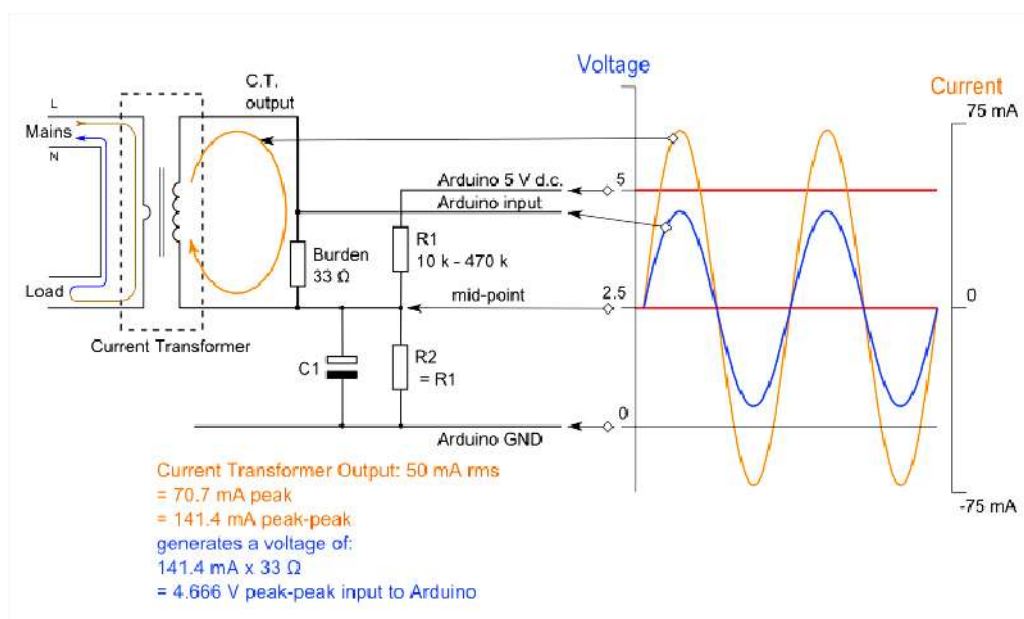 Voltage
Current
C.T.
output
75 mA
L
Mains
N
Arduino 5 V d.c.
5
Arduino input
R1
10 k - 470 k
Burden
33 Ω
Load
mid-point
2.5
0
Current Transformer
C1
R2
= R1
0
Arduino GND
-75 mA
Current Transformer Output: 50 mA rms
= 70.7 mA peak
= 141.4 mA peak-peak
generates a voltage of:
141.4 mA x 33 Ω
= 4.666 V peak-peak input to Arduino